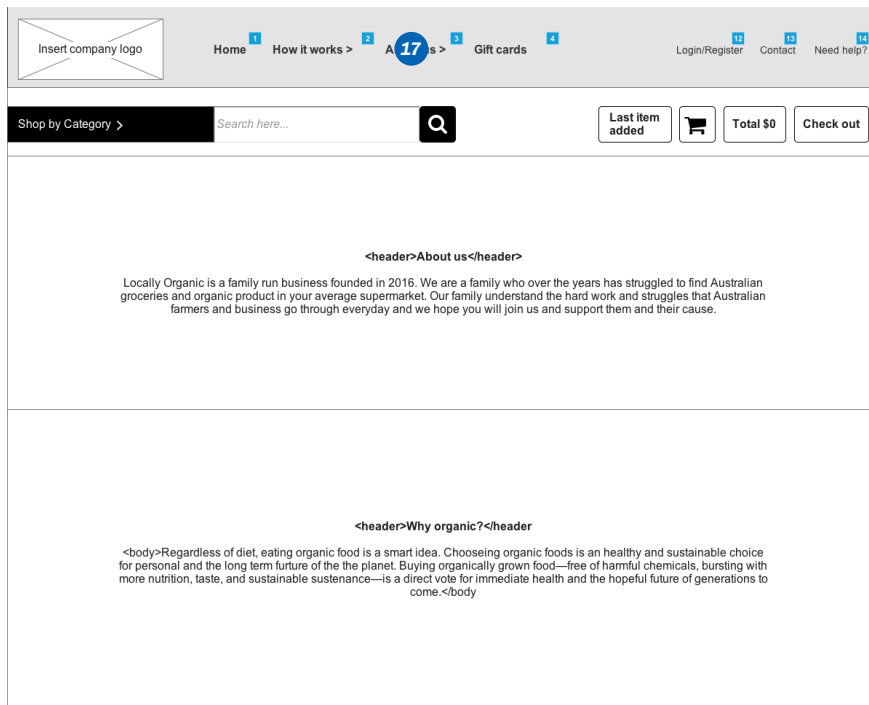 Insert company logo
1 2 3 4 12 13 14
Home How it works > 17 s > Gift cards Login/Register Contact Need help?
Shop by Category Search here... Last item added Total $0 Check out
<header>About us</header>
Locally Organic is a family run business founded in 2016. We are a family who over the years has struggled to find Australian
groceries and organic product in your average supermarket. Our family understand the hard work and struggles that Australian
farmers and business go through everyday and we hope you will join us and support them and their cause.
<header>Why organic?</header
<body>Regardless of diet, eating organic food is a smart idea. Chooseing organic foods is an healthy and sustainable choice
for personal and the long term furture of the the planet. Buying organically grown food—free of harmful chemicals, bursting with
more nutrition, taste, and sustainable sustenance—is a direct vote for immediate health and the hopeful future of generations to
come.</body